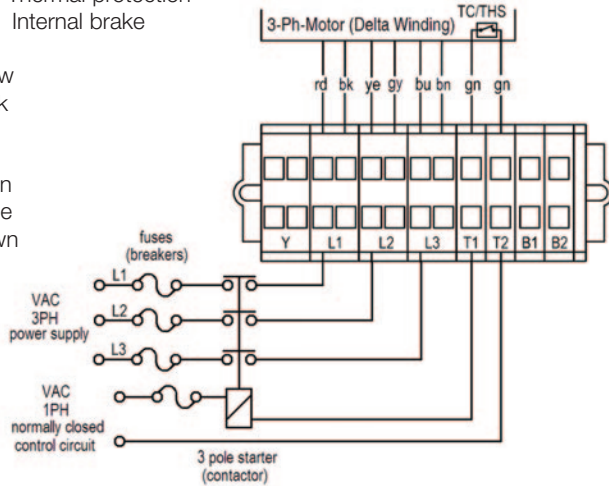 Thermal protection
Internal brake
w
k
n
e
wn
3-Ph-Motor (Delta Winding)
TC/THS
rd bk ye gy bu bn gn gn
Y L1 L2 L3 T1 T2 B1 B2
fuses
(breakers)
L1
VAC
3PH
power supply
L2
L3
VAC
1PH
normally closed
control circuit
3 pole starter
(contactor)